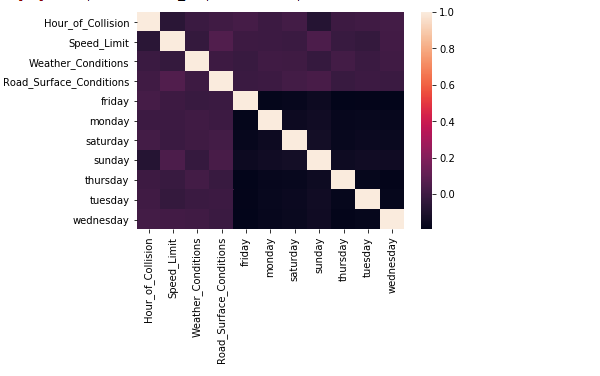 Hour_of_Collision
Speed_Limit
Weather_Conditions
Road_Surface_Conditions
friday
monday
saturday
sunday
thursday
tuesday
wednesday
1.0
0.8
0.6
0.4
0.2
0.0
Hour_of_Collision
Speed_Limit
Weather_Conditions
Road_Surface_Conditions
friday
monday
saturday
sunday
thursday
tuesday
wednesday